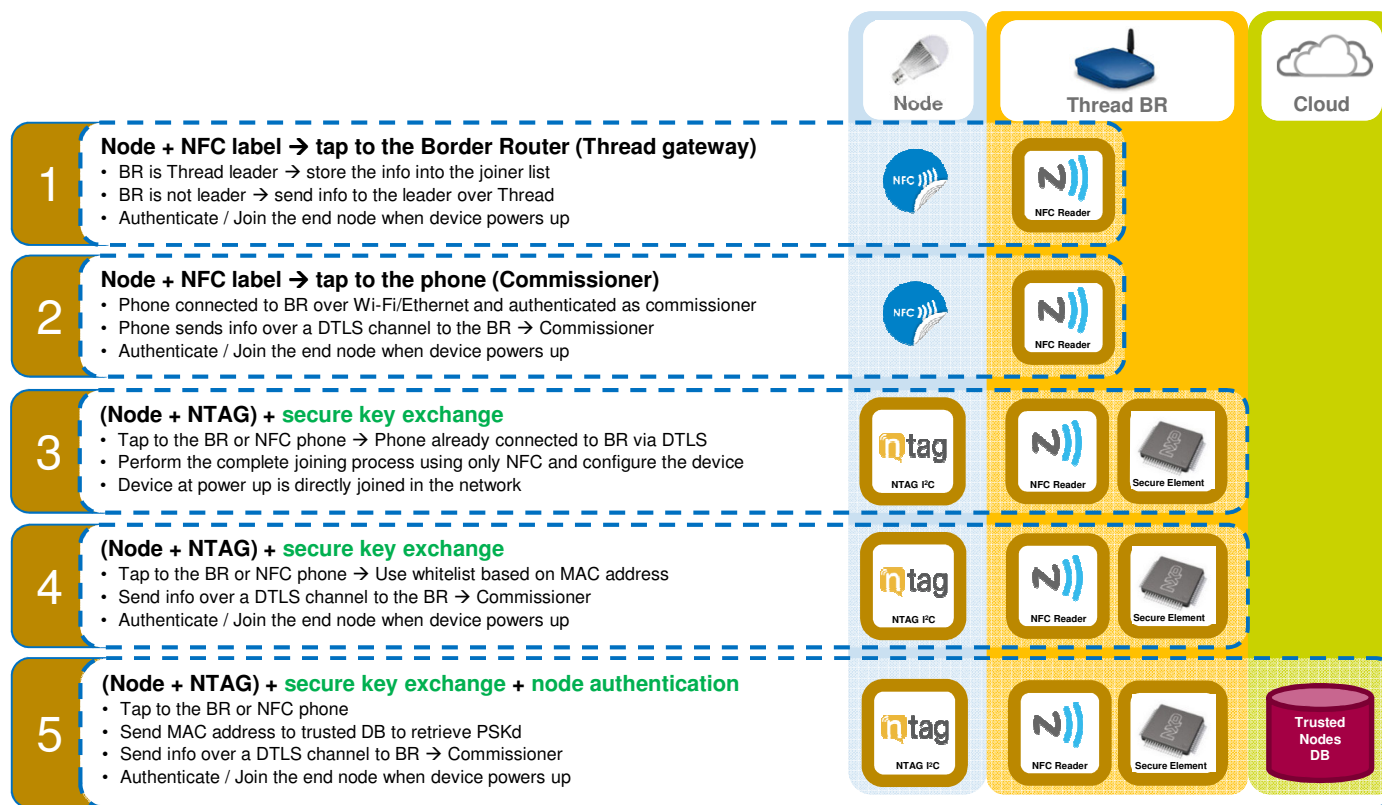 Node
Thread BR
Cloud
1
Node + NFC label → tap to the Border Router (Thread gateway)
• BR is Thread leader → store the info into the joiner list
• BR is not leader → send info to the leader over Thread
• Authenticate / Join the end node when device powers up
NFC
NFC Reader
2
Node + NFC label → tap to the phone (Commissioner)
• Phone connected to BR over Wi-Fi/Ethernet and authenticated as commissioner
• Phone sends info over a DTLS channel to the BR → Commissioner
• Authenticate / Join the end node when device powers up
NFC
NFC Reader
3
(Node + NTAG) + secure key exchange
• Tap to the BR or NFC phone → Phone already connected to BR via DTLS
• Perform the complete joining process using only NFC and configure the device
• Device at power up is directly joined in the network
ntag
NTAG I²C
NFC Reader
NXP
Secure Element
4
(Node + NTAG) + secure key exchange
• Tap to the BR or NFC phone → Use whitelist based on MAC address
• Send info over a DTLS channel to the BR → Commissioner
• Authenticate / Join the end node when device powers up
ntag
NTAG I²C
NFC Reader
NXP
Secure Element
5
(Node + NTAG) + secure key exchange + node authentication
• Tap to the BR or NFC phone
• Send MAC address to trusted DB to retrieve PSKd
• Send info over a DTLS channel to BR → Commissioner
• Authenticate / Join the end node when device powers up
ntag
NTAG I²C
NFC Reader
NXP
Secure Element
Trusted
Nodes
DB